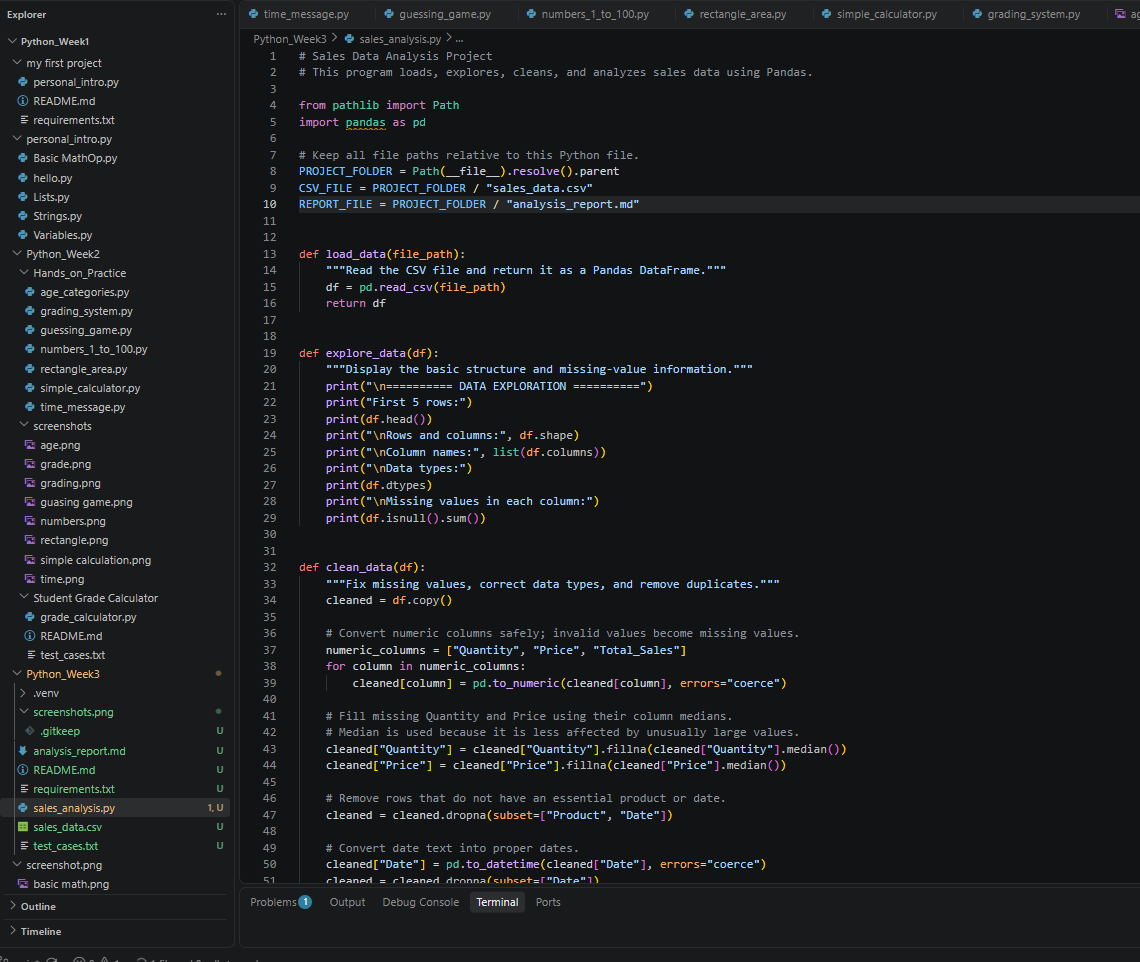 Explorer
Python_Week1
my first project
personal_intro.py
README.md
requirements.txt
personal_intro.py
Basic MathOp.py
hello.py
Lists.py
Strings.py
Variables.py
Python_Week2
Hands_on_Practice
age_categories.py
grading_system.py
guessing_game.py
numbers_1_to_100.py
rectangle_area.py
simple_calculator.py
time_message.py
screenshots
age.png
grade.png
grading.png
guasing game.png
numbers.png
rectangle.png
simple calculation.png
time.png
Student Grade Calculator
grade_calculator.py
README.md
test_cases.txt
Python_Week3
.venv
screenshots.png
.gitkeep U
analysis_report.md U
README.md U
requirements.txt U
sales_analysis.py 1, U
sales_data.csv U
test_cases.txt U
screenshot.png
basic math.png
Outline
Timeline
time_message.py guessing_game.py numbers_1_to_100.py rectangle_area.py simple_calculator.py grading_system.py ag
Python_Week3 > sales_analysis.py > ...
1 # Sales Data Analysis Project
2 # This program loads, explores, cleans, and analyzes sales data using Pandas.
3
4 from pathlib import Path
5 import pandas as pd
6
7 # Keep all file paths relative to this Python file.
8 PROJECT_FOLDER = Path(__file__).resolve().parent
9 CSV_FILE = PROJECT_FOLDER / "sales_data.csv"
10 REPORT_FILE = PROJECT_FOLDER / "analysis_report.md"
11
12
13 def load_data(file_path):
14     """Read the CSV file and return it as a Pandas DataFrame."""
15     df = pd.read_csv(file_path)
16     return df
17
18
19 def explore_data(df):
20     """Display the basic structure and missing-value information."""
21     print("\n========== DATA EXPLORATION ==========")
22     print("First 5 rows:")
23     print(df.head())
24     print("\nRows and columns:", df.shape)
25     print("\nColumn names:", list(df.columns))
26     print("\nData types:")
27     print(df.dtypes)
28     print("\nMissing values in each column:")
29     print(df.isnull().sum())
30
31
32 def clean_data(df):
33     """Fix missing values, correct data types, and remove duplicates."""
34     cleaned = df.copy()
35
36     # Convert numeric columns safely; invalid values become missing values.
37     numeric_columns = ["Quantity", "Price", "Total_Sales"]
38     for column in numeric_columns:
39         cleaned[column] = pd.to_numeric(cleaned[column], errors="coerce")
40
41     # Fill missing Quantity and Price using their column medians.
42     # Median is used because it is less affected by unusually large values.
43     cleaned["Quantity"] = cleaned["Quantity"].fillna(cleaned["Quantity"].median())
44     cleaned["Price"] = cleaned["Price"].fillna(cleaned["Price"].median())
45
46     # Remove rows that do not have an essential product or date.
47     cleaned = cleaned.dropna(subset=["Product", "Date"])
48
49     # Convert date text into proper dates.
50     cleaned["Date"] = pd.to_datetime(cleaned["Date"], errors="coerce")
51     cleaned = cleaned.dropna(subset=["Date"])
Problems 1 Output Debug Console Terminal Ports